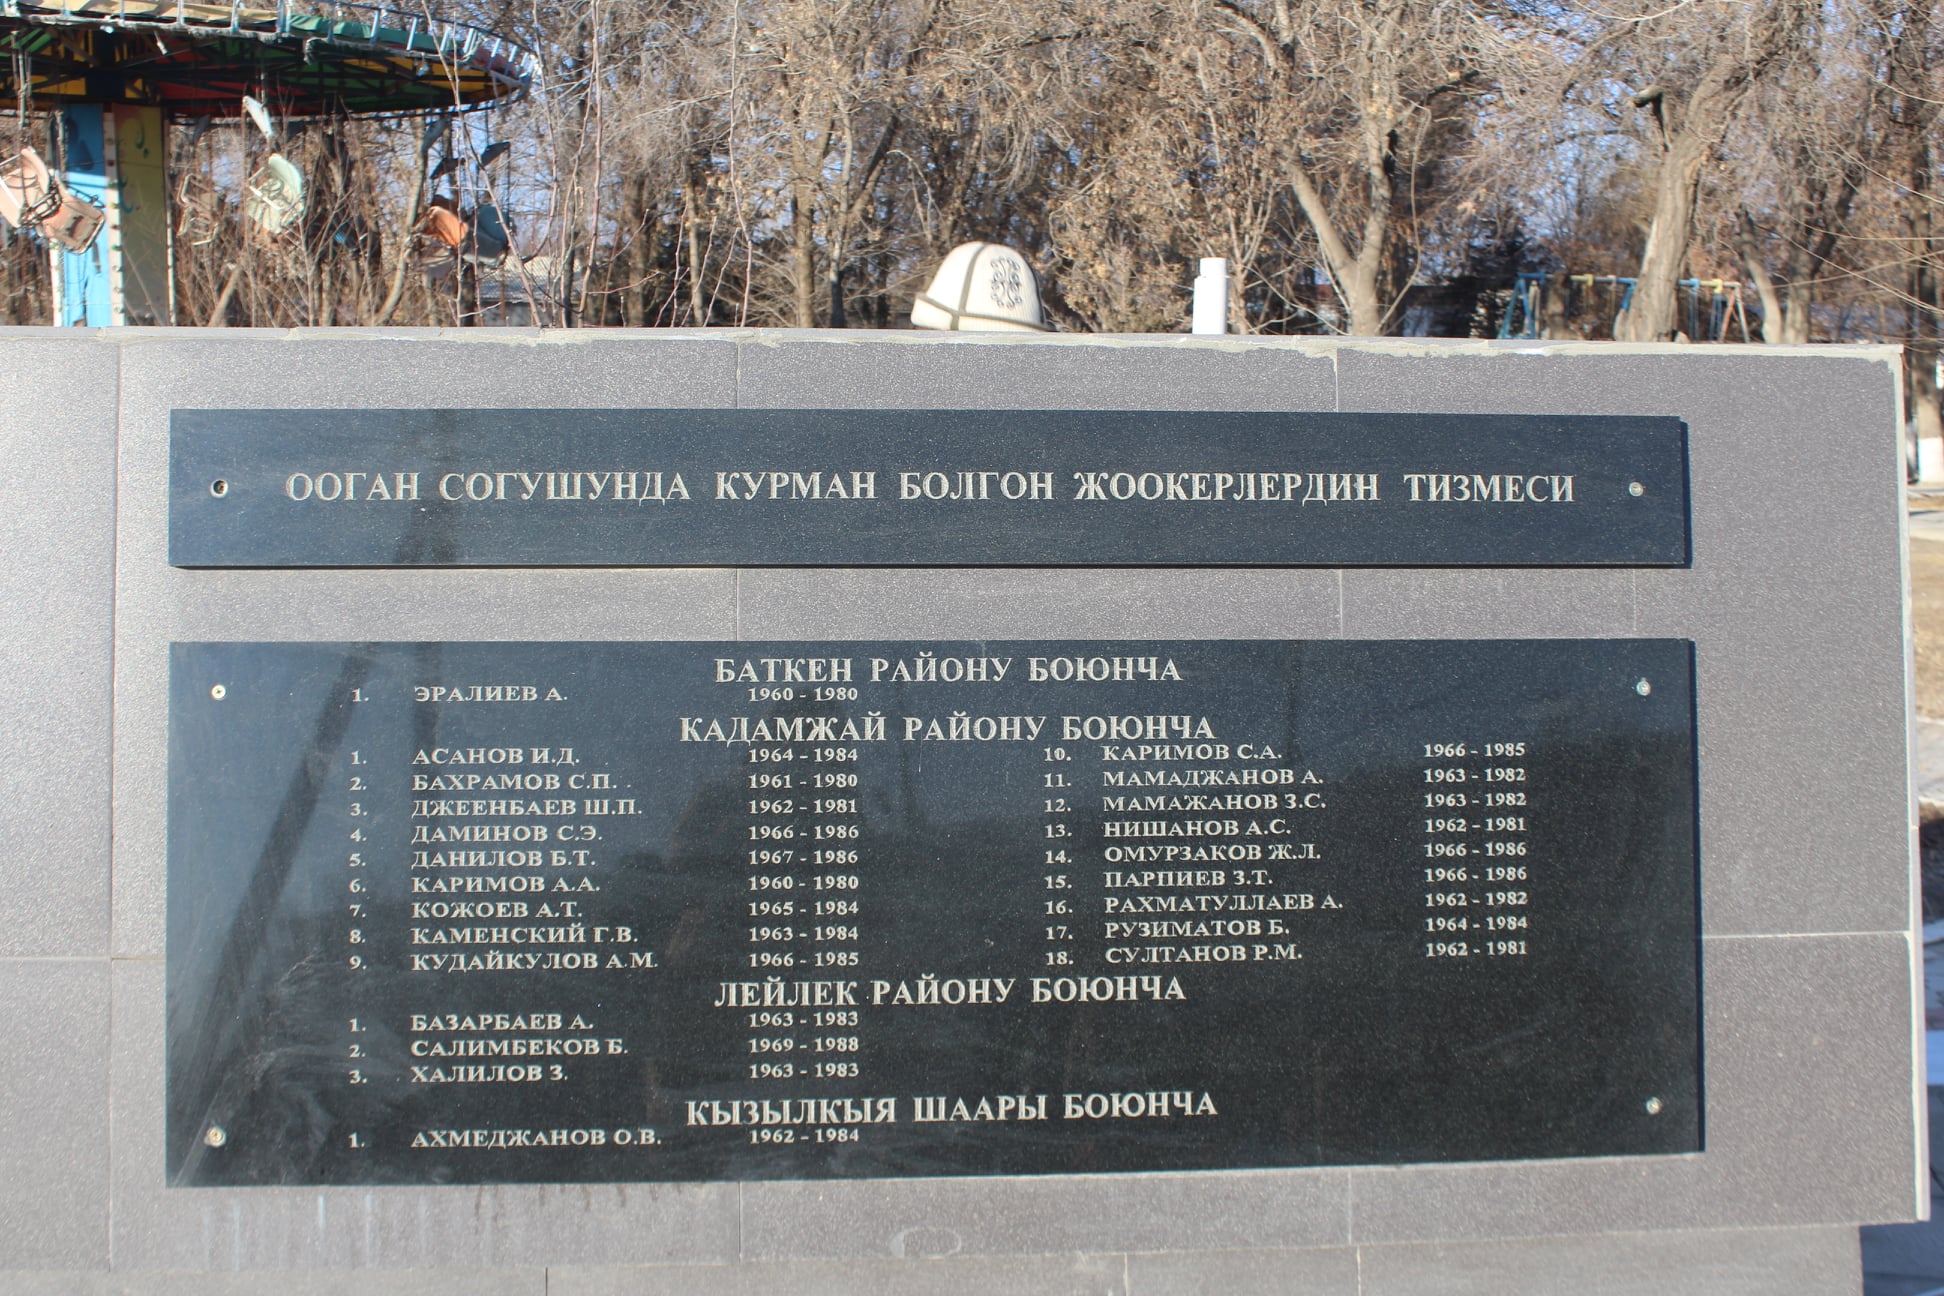 ООГАН СОГУШУНДА КУРМАН БОЛГОН ЖООКЕРЛЕРДИН ТИЗМЕСИ
БАТКЕН РАЙОНУ БОЮНЧА
1. ЭРАЛИЕВ А. 1960 - 1980
КАДАМЖАЙ РАЙОНУ БОЮНЧА
1. АСАНОВ И.Д. 1964 - 1984
2. БАХРАМОВ С.П. 1961 - 1980
3. ДЖЕЕНБАЕВ Ш.П. 1962 - 1981
4. ДАМИНОВ С.Э. 1966 - 1986
5. ДАНИЛОВ Б.Т. 1967 - 1986
6. КАРИМОВ А.А. 1960 - 1980
7. КОЖОЕВ А.Т. 1965 - 1984
8. КАМЕНСКИЙ Г.В. 1963 - 1984
9. КУДАЙКУЛОВ А.М. 1966 - 1985
10. КАРИМОВ С.А. 1966 - 1985
11. МАМАДЖАНОВ А. 1963 - 1982
12. МАМАЖАНОВ З.С. 1963 - 1982
13. НИШАНОВ А.С. 1962 - 1981
14. ОМУРЗАКОВ Ж.Л. 1966 - 1986
15. ПАРПИЕВ З.Т. 1966 - 1986
16. РАХМАТУЛЛАЕВ А. 1962 - 1982
17. РУЗИМАТОВ Б. 1964 - 1984
18. СУЛТАНОВ Р.М. 1962 - 1981
ЛЕЙЛЕК РАЙОНУ БОЮНЧА
1. БАЗАРБАЕВ А. 1963 - 1983
2. САЛИМБЕКОВ Б. 1969 - 1988
3. ХАЛИЛОВ З. 1963 - 1983
КЫЗЫЛКЫЯ ШААРЫ БОЮНЧА
1. АХМЕДЖАНОВ О.В. 1962 - 1984